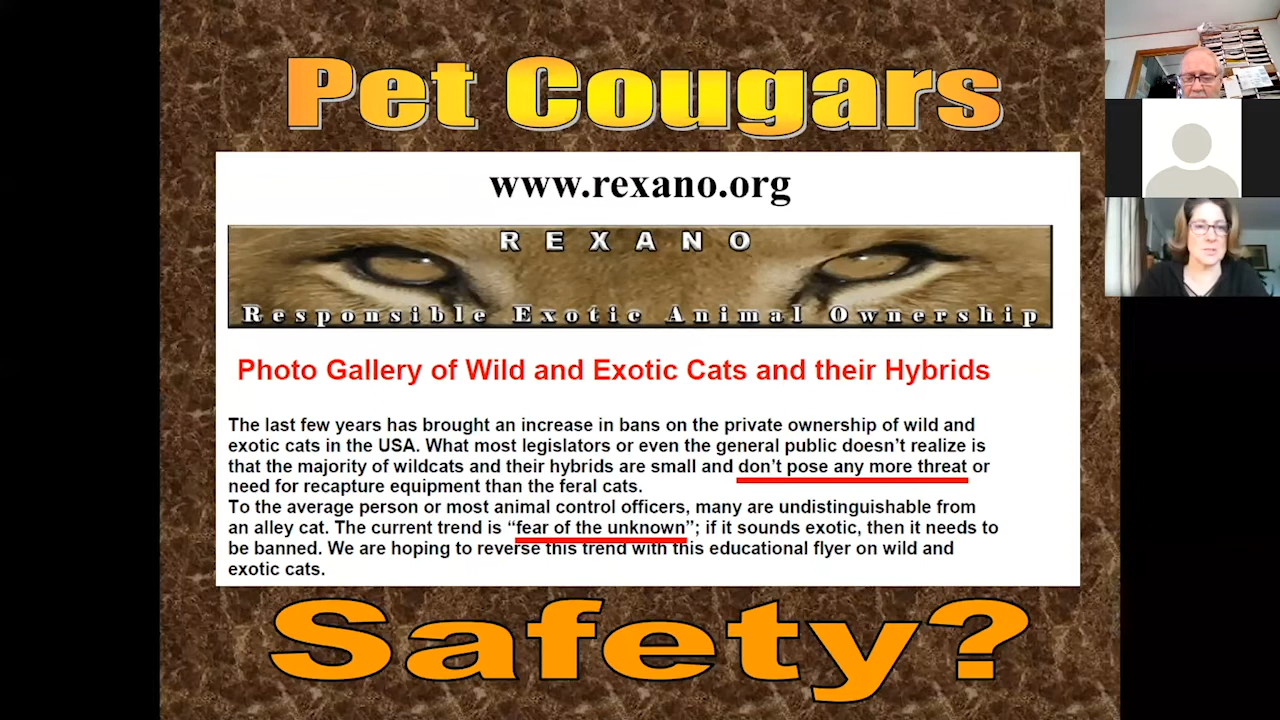 Pet Cougars
www.rexano.org
REXANO
Responsible Exotic Animal Ownership
Photo Gallery of Wild and Exotic Cats and their Hybrids
The last few years has brought an increase in bans on the private ownership of wild and
exotic cats in the USA. What most legislators or even the general public doesn't realize is
that the majority of wildcats and their hybrids are small and don't pose any more threat or
need for recapture equipment than the feral cats.
To the average person or most animal control officers, many are undistinguishable from
an alley cat. The current trend is “fear of the unknown”; if it sounds exotic, then it needs to
be banned. We are hoping to reverse this trend with this educational flyer on wild and
exotic cats.
Safety?